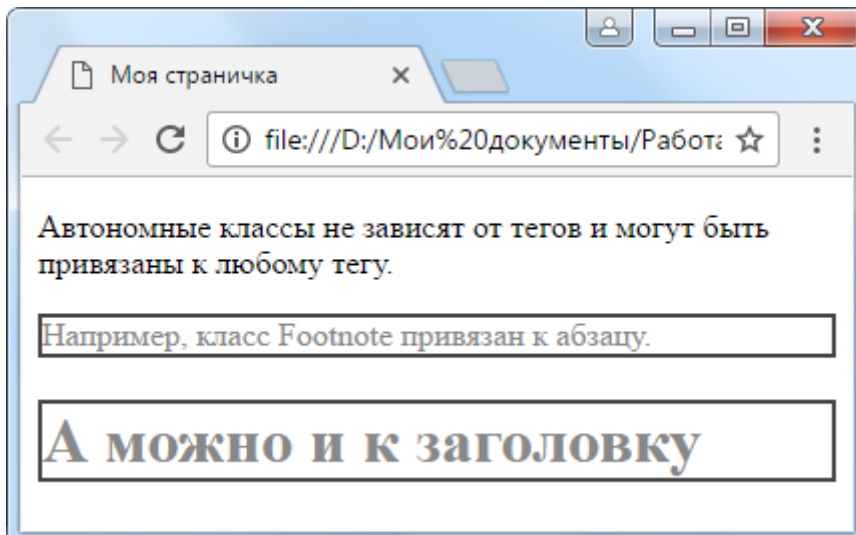 Моя страничка
file:///D:/Мои%20документы/Работа
Автономные классы не зависят от тегов и могут быть
привязаны к любому тегу.
Например, класс Footnote привязан к абзацу.
А можно и к заголовку